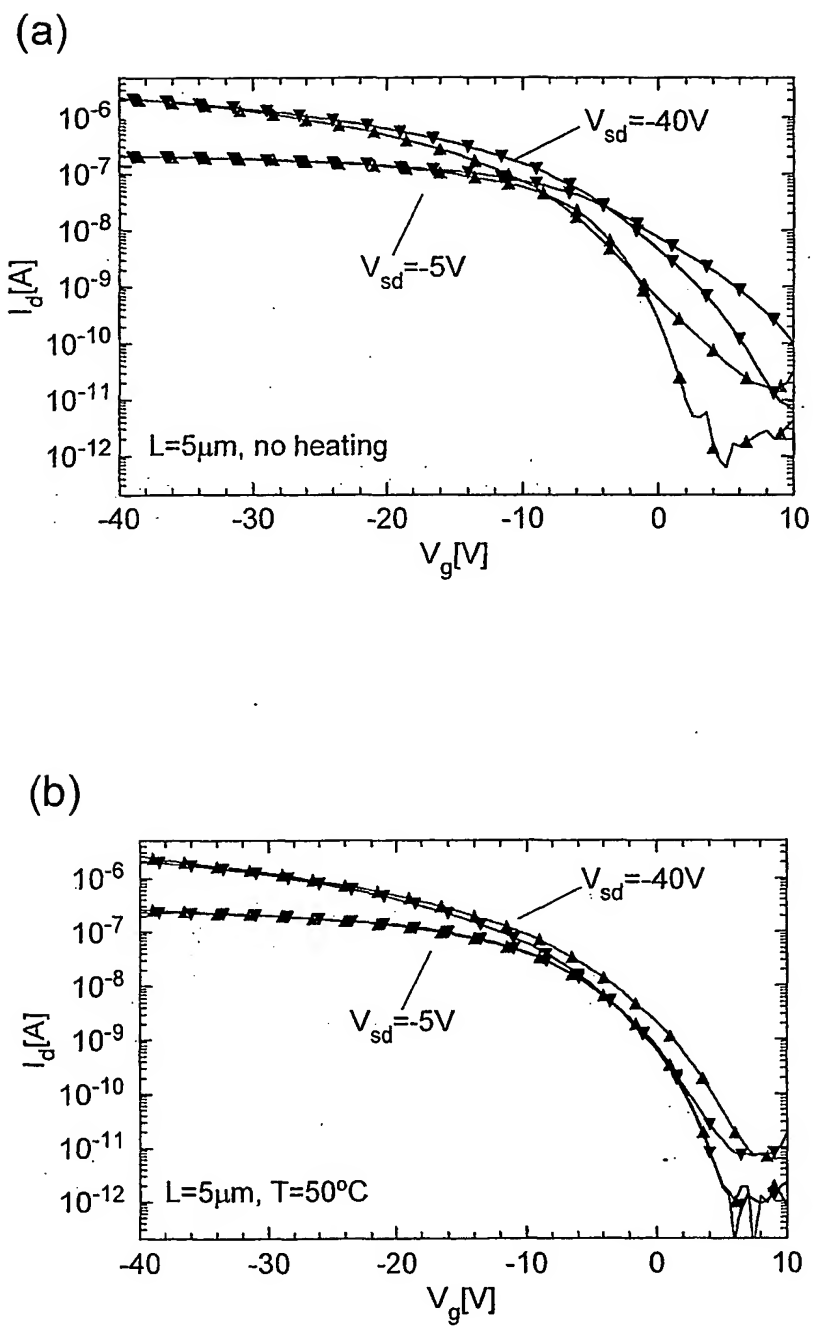 (a)
10⁻⁶
10⁻⁷
10⁻⁸
10⁻⁹
10⁻¹⁰
10⁻¹¹
10⁻¹²
I_d[A]
V_sd=-40V
V_sd=-5V
L=5μm, no heating
-40 -30 -20 -10 0 10
V_g[V]
(b)
10⁻⁶
10⁻⁷
10⁻⁸
10⁻⁹
10⁻¹⁰
10⁻¹¹
10⁻¹²
I_d[A]
V_sd=-40V
V_sd=-5V
L=5μm, T=50ºC
-40 -30 -20 -10 0 10
V_g[V]